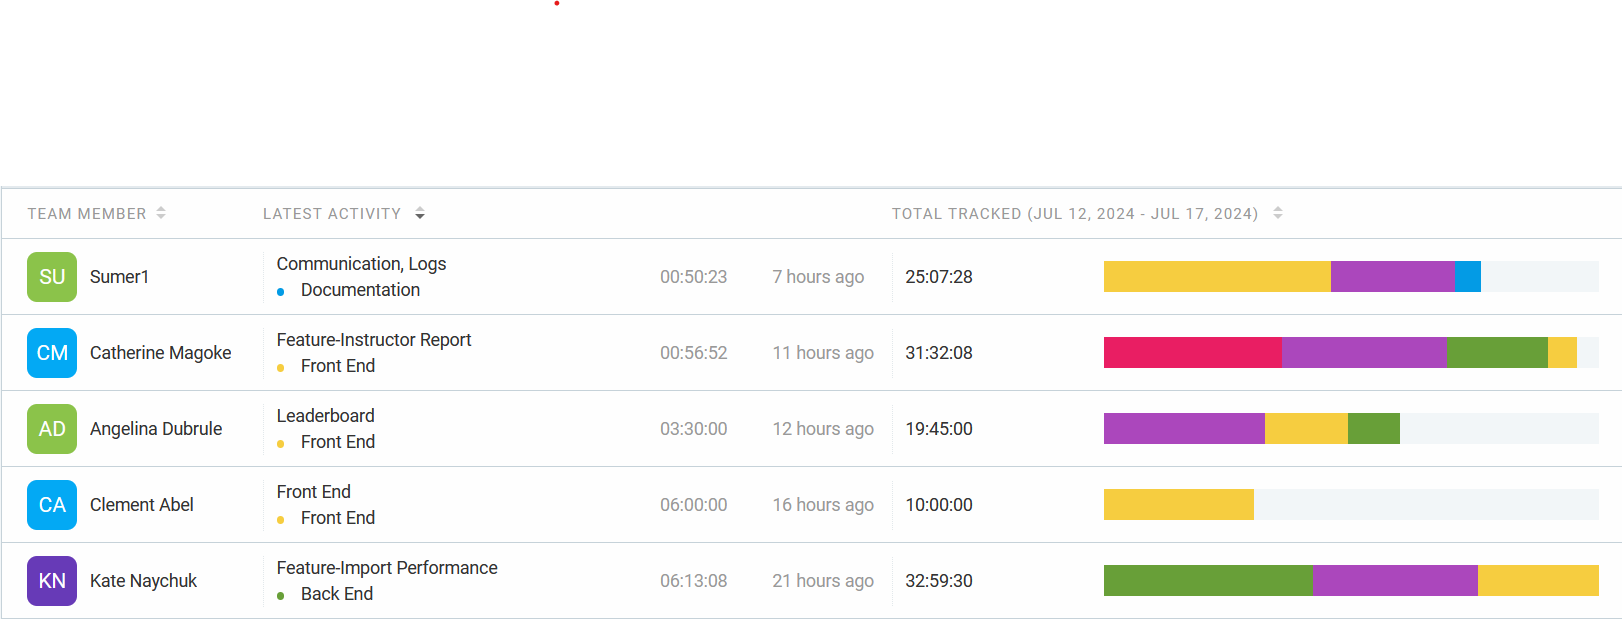 TEAM MEMBER LATEST ACTIVITY TOTAL TRACKED (JUL 12, 2024 - JUL 17, 2024)
SU Sumer1 Communication, Logs 00:50:23 7 hours ago 25:07:28
Documentation
CM Catherine Magoke Feature-Instructor Report 00:56:52 11 hours ago 31:32:08
Front End
AD Angelina Dubrule Leaderboard 03:30:00 12 hours ago 19:45:00
Front End
CA Clement Abel Front End 06:00:00 16 hours ago 10:00:00
Front End
KN Kate Naychuk Feature-Import Performance 06:13:08 21 hours ago 32:59:30
Back End